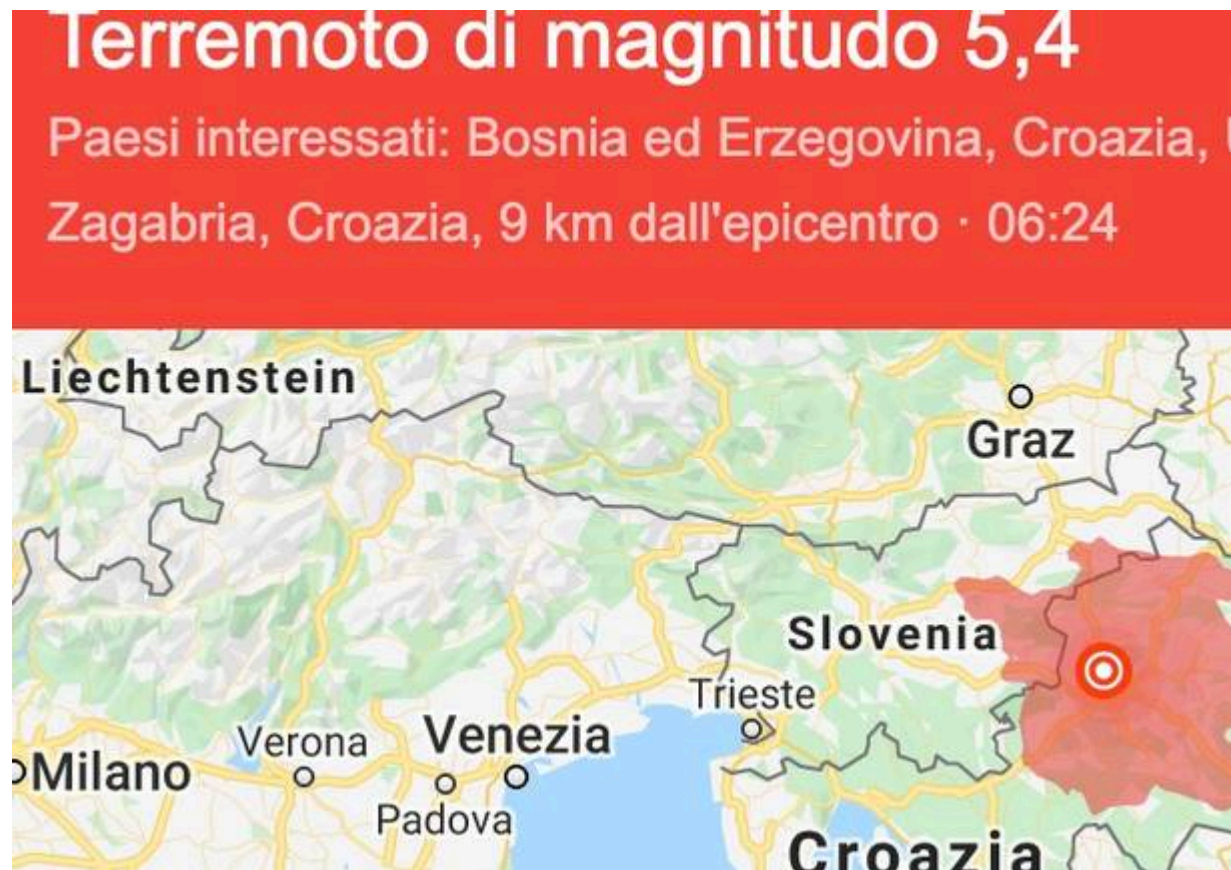 Terremoto di magnitudo 5,4
Paesi interessati: Bosnia ed Erzegovina, Croazia,
Zagabria, Croazia, 9 km dall'epicentro · 06:24
Liechtenstein
Graz
Slovenia
Trieste
Venezia
Verona
Milano
Padova
Croazia